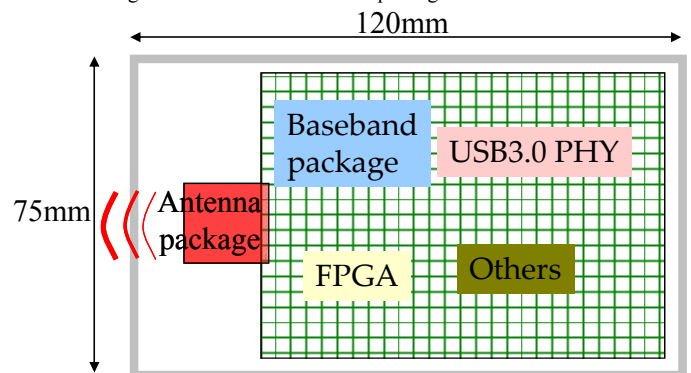 120mm
Baseband
package
USB3.0 PHY
75mm
Antenna
package
FPGA
Others